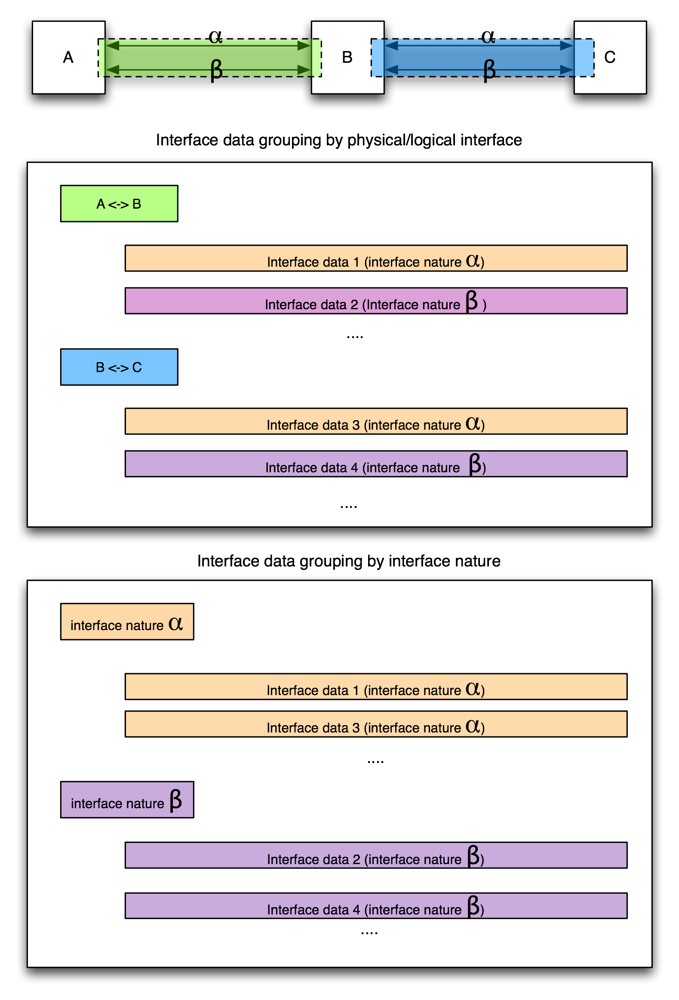 α α
A B C
β β
Interface data grouping by physical/logical interface
A <-> B
Interface data 1 (interface nature α)
Interface data 2 (Interface nature β )
....
B <-> C
Interface data 3 (interface nature α)
Interface data 4 (interface nature β)
....
Interface data grouping by interface nature
interface nature α
Interface data 1 (interface nature α)
Interface data 3 (interface nature α)
....
interface nature β
Interface data 2 (interface nature β)
Interface data 4 (interface nature β)
....